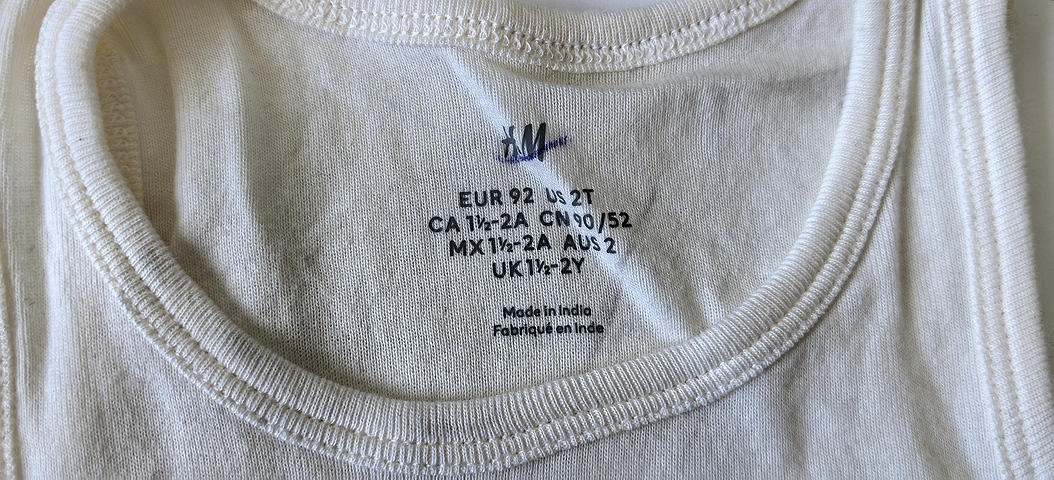 HM
EUR 92 US 2T
CA 1½-2A CN 90/52
MX 1½-2A AUS 2
UK 1½-2Y
Made in India
Fabriqué en Inde